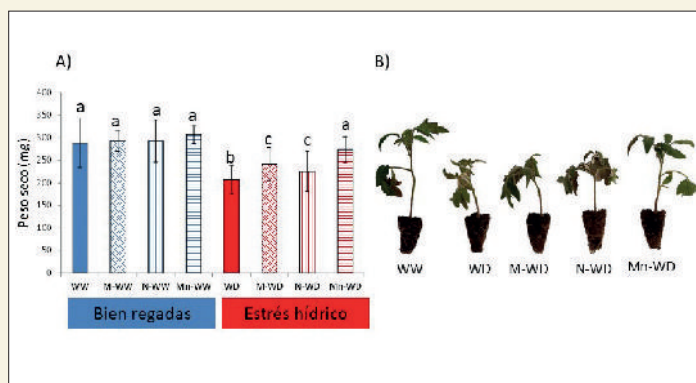 A)
B)
Peso seco (mg)
400
350
300
250
200
150
100
50
0
a a a a b c c a
WW M-WW N-WW Mn-WW WD M-WD N-WD Mn-WD
Bien regadas Estrés hídrico
WW WD M-WD N-WD Mn-WD